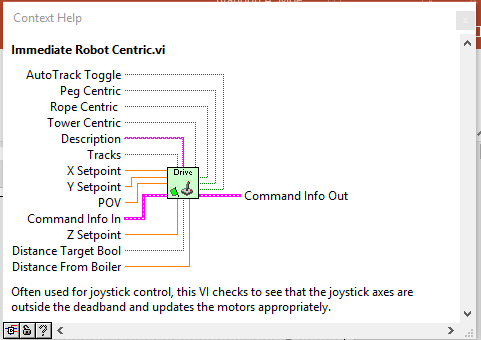 Context Help
x
Immediate Robot Centric.vi
AutoTrack Toggle
Peg Centric
Rope Centric
Tower Centric
Description
Tracks
X Setpoint
Y Setpoint
POV
Command Info In
Z Setpoint
Distance Target Bool
Distance From Boiler
Drive
Command Info Out
Often used for joystick control, this VI checks to see that the joystick axes are
outside the deadband and updates the motors appropriately.
?